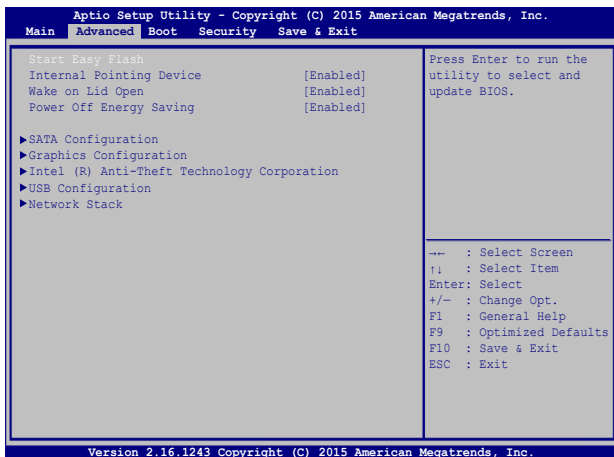 Aptio Setup Utility - Copyright (C) 2015 American Megatrends, Inc.
Main Advanced Boot Security Save & Exit
Start Easy Flash
Internal Pointing Device [Enabled]
Wake on Lid Open [Enabled]
Power Off Energy Saving [Enabled]
▶SATA Configuration
▶Graphics Configuration
▶Intel (R) Anti-Theft Technology Corporation
▶USB Configuration
▶Network Stack
Press Enter to run the
utility to select and
update BIOS.
→← : Select Screen
↑↓ : Select Item
Enter: Select
+/— : Change Opt.
F1 : General Help
F9 : Optimized Defaults
F10 : Save & Exit
ESC : Exit
Version 2.16.1243 Copyright (C) 2015 American Megatrends, Inc.